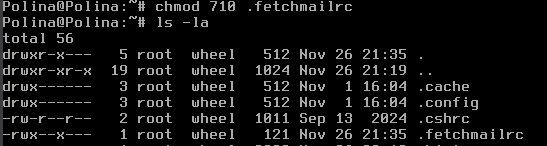 Polina@Polina:~# chmod 710 .fetchmailrc
Polina@Polina:~# ls -la
total 56
drwxr-x---   5 root  wheel   512 Nov 26 21:35 .
drwxr-xr-x  19 root  wheel  1024 Nov 26 21:19 ..
drwx------   3 root  wheel   512 Nov  1 16:04 .cache
drwx------   3 root  wheel   512 Nov  1 16:04 .config
-rw-r--r--   2 root  wheel  1011 Sep 13  2024 .cshrc
-rwx--x---   1 root  wheel   121 Nov 26 21:35 .fetchmailrc